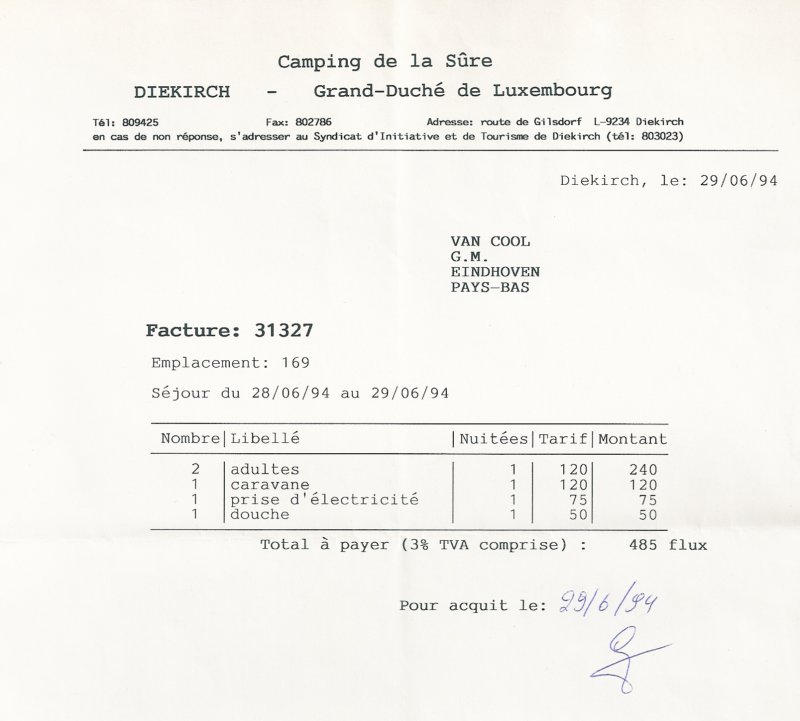 Camping de la Sûre
DIEKIRCH - Grand-Duché de Luxembourg
Tél: 809425 Fax: 802786 Adresse: route de Gilsdorf L-9234 Diekirch
en cas de non réponse, s'adresser au Syndicat d'Initiative et de Tourisme de Diekirch (tél: 803023)
Diekirch, le: 29/06/94
VAN COOL
G.M.
EINDHOVEN
PAYS-BAS
Facture: 31327
Emplacement: 169
Séjour du 28/06/94 au 29/06/94
Nombre|Libellé |Nuitées|Tarif|Montant
2 |adultes | 1 | 120| 240
1 |caravane | 1 | 120| 120
1 |prise d'électricité | 1 | 75| 75
1 |douche | 1 | 50| 50
Total à payer (3% TVA comprise) : 485 flux
Pour acquit le: 29/6/94